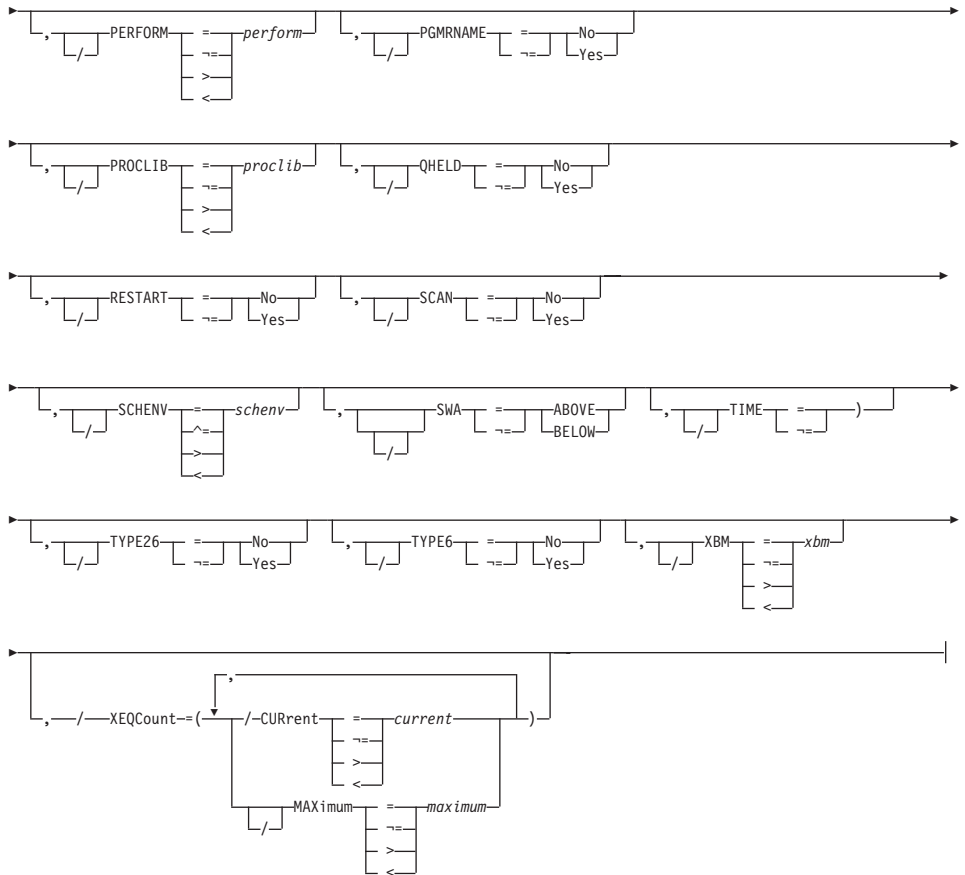 , / PERFORM = perform , / PGMRNAME = No
¬= ¬= Yes
>
<
, / PROCLIB = proclib , / QHELD = No
¬= ¬= Yes
>
<
, / RESTART = No , / SCAN = No
¬= Yes ¬= Yes
, / SCHENV = schenv , / SWA = ABOVE , / TIME = )
^= ¬= BELOW ¬=
>
<
, / TYPE26 = No , / TYPE6 = No , / XBM = xbm
¬= Yes ¬= Yes ¬=
>
<
,
, / XEQCount =( / CURrent = current )
¬=
>
<
/ MAXimum = maximum
¬=
>
<